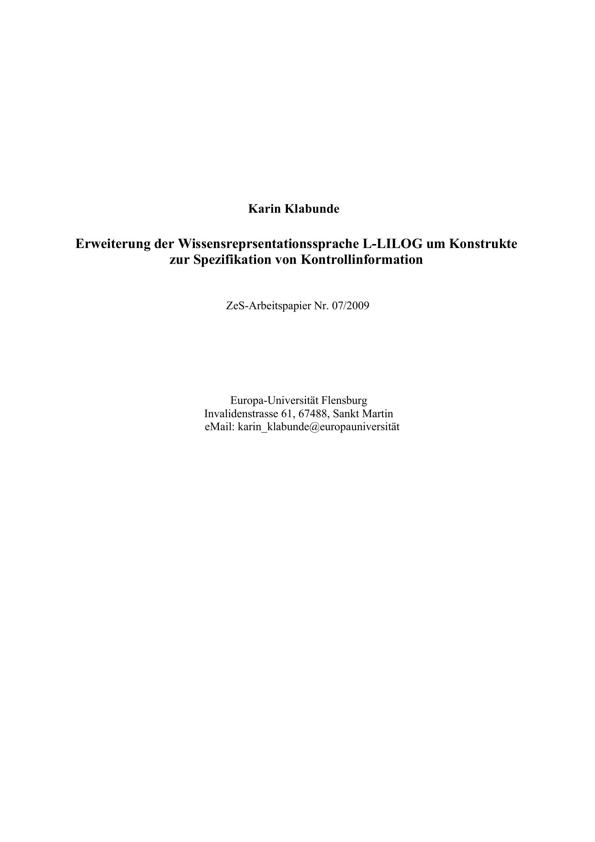 Karin Klabunde
Erweiterung der Wissensreprsentationssprache L-LILOG um Konstrukte
zur Spezifikation von Kontrollinformation
ZeS-Arbeitspapier Nr. 07/2009
Europa-Universität Flensburg
Invalidenstrasse 61, 67488, Sankt Martin
eMail: karin_klabunde@europauniversität